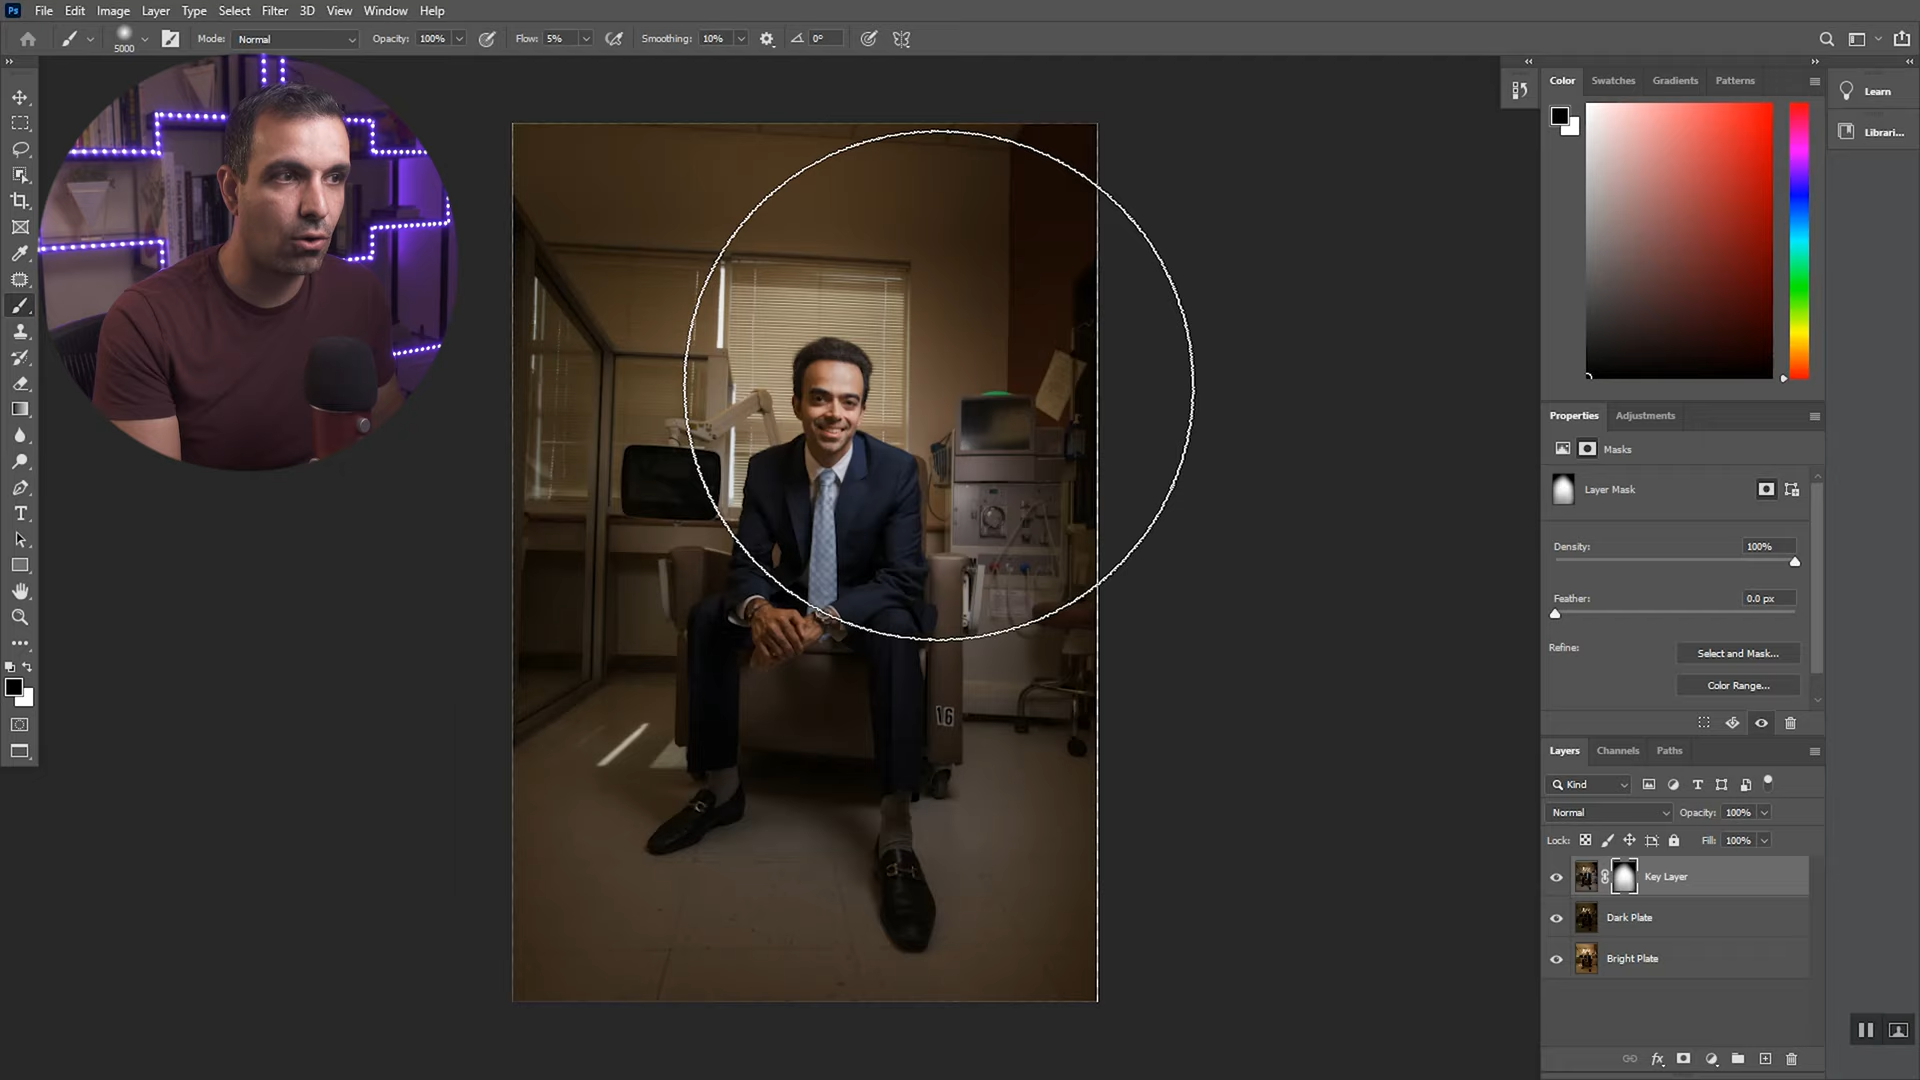 Ps File Edit Image Layer Type Select Filter 3D View Window Help
5000 Mode: Normal Opacity: 100% Flow: 5% Smoothing: 10% 0°
Color Swatches Gradients Patterns
Learn
Librari...
Properties Adjustments
Masks
Layer Mask
Density: 100%
Feather: 0.0 px
Refine: Select and Mask...
Color Range...
Layers Channels Paths
Kind
Normal Opacity: 100%
Lock: Fill: 100%
Key Layer
Dark Plate
Bright Plate
16